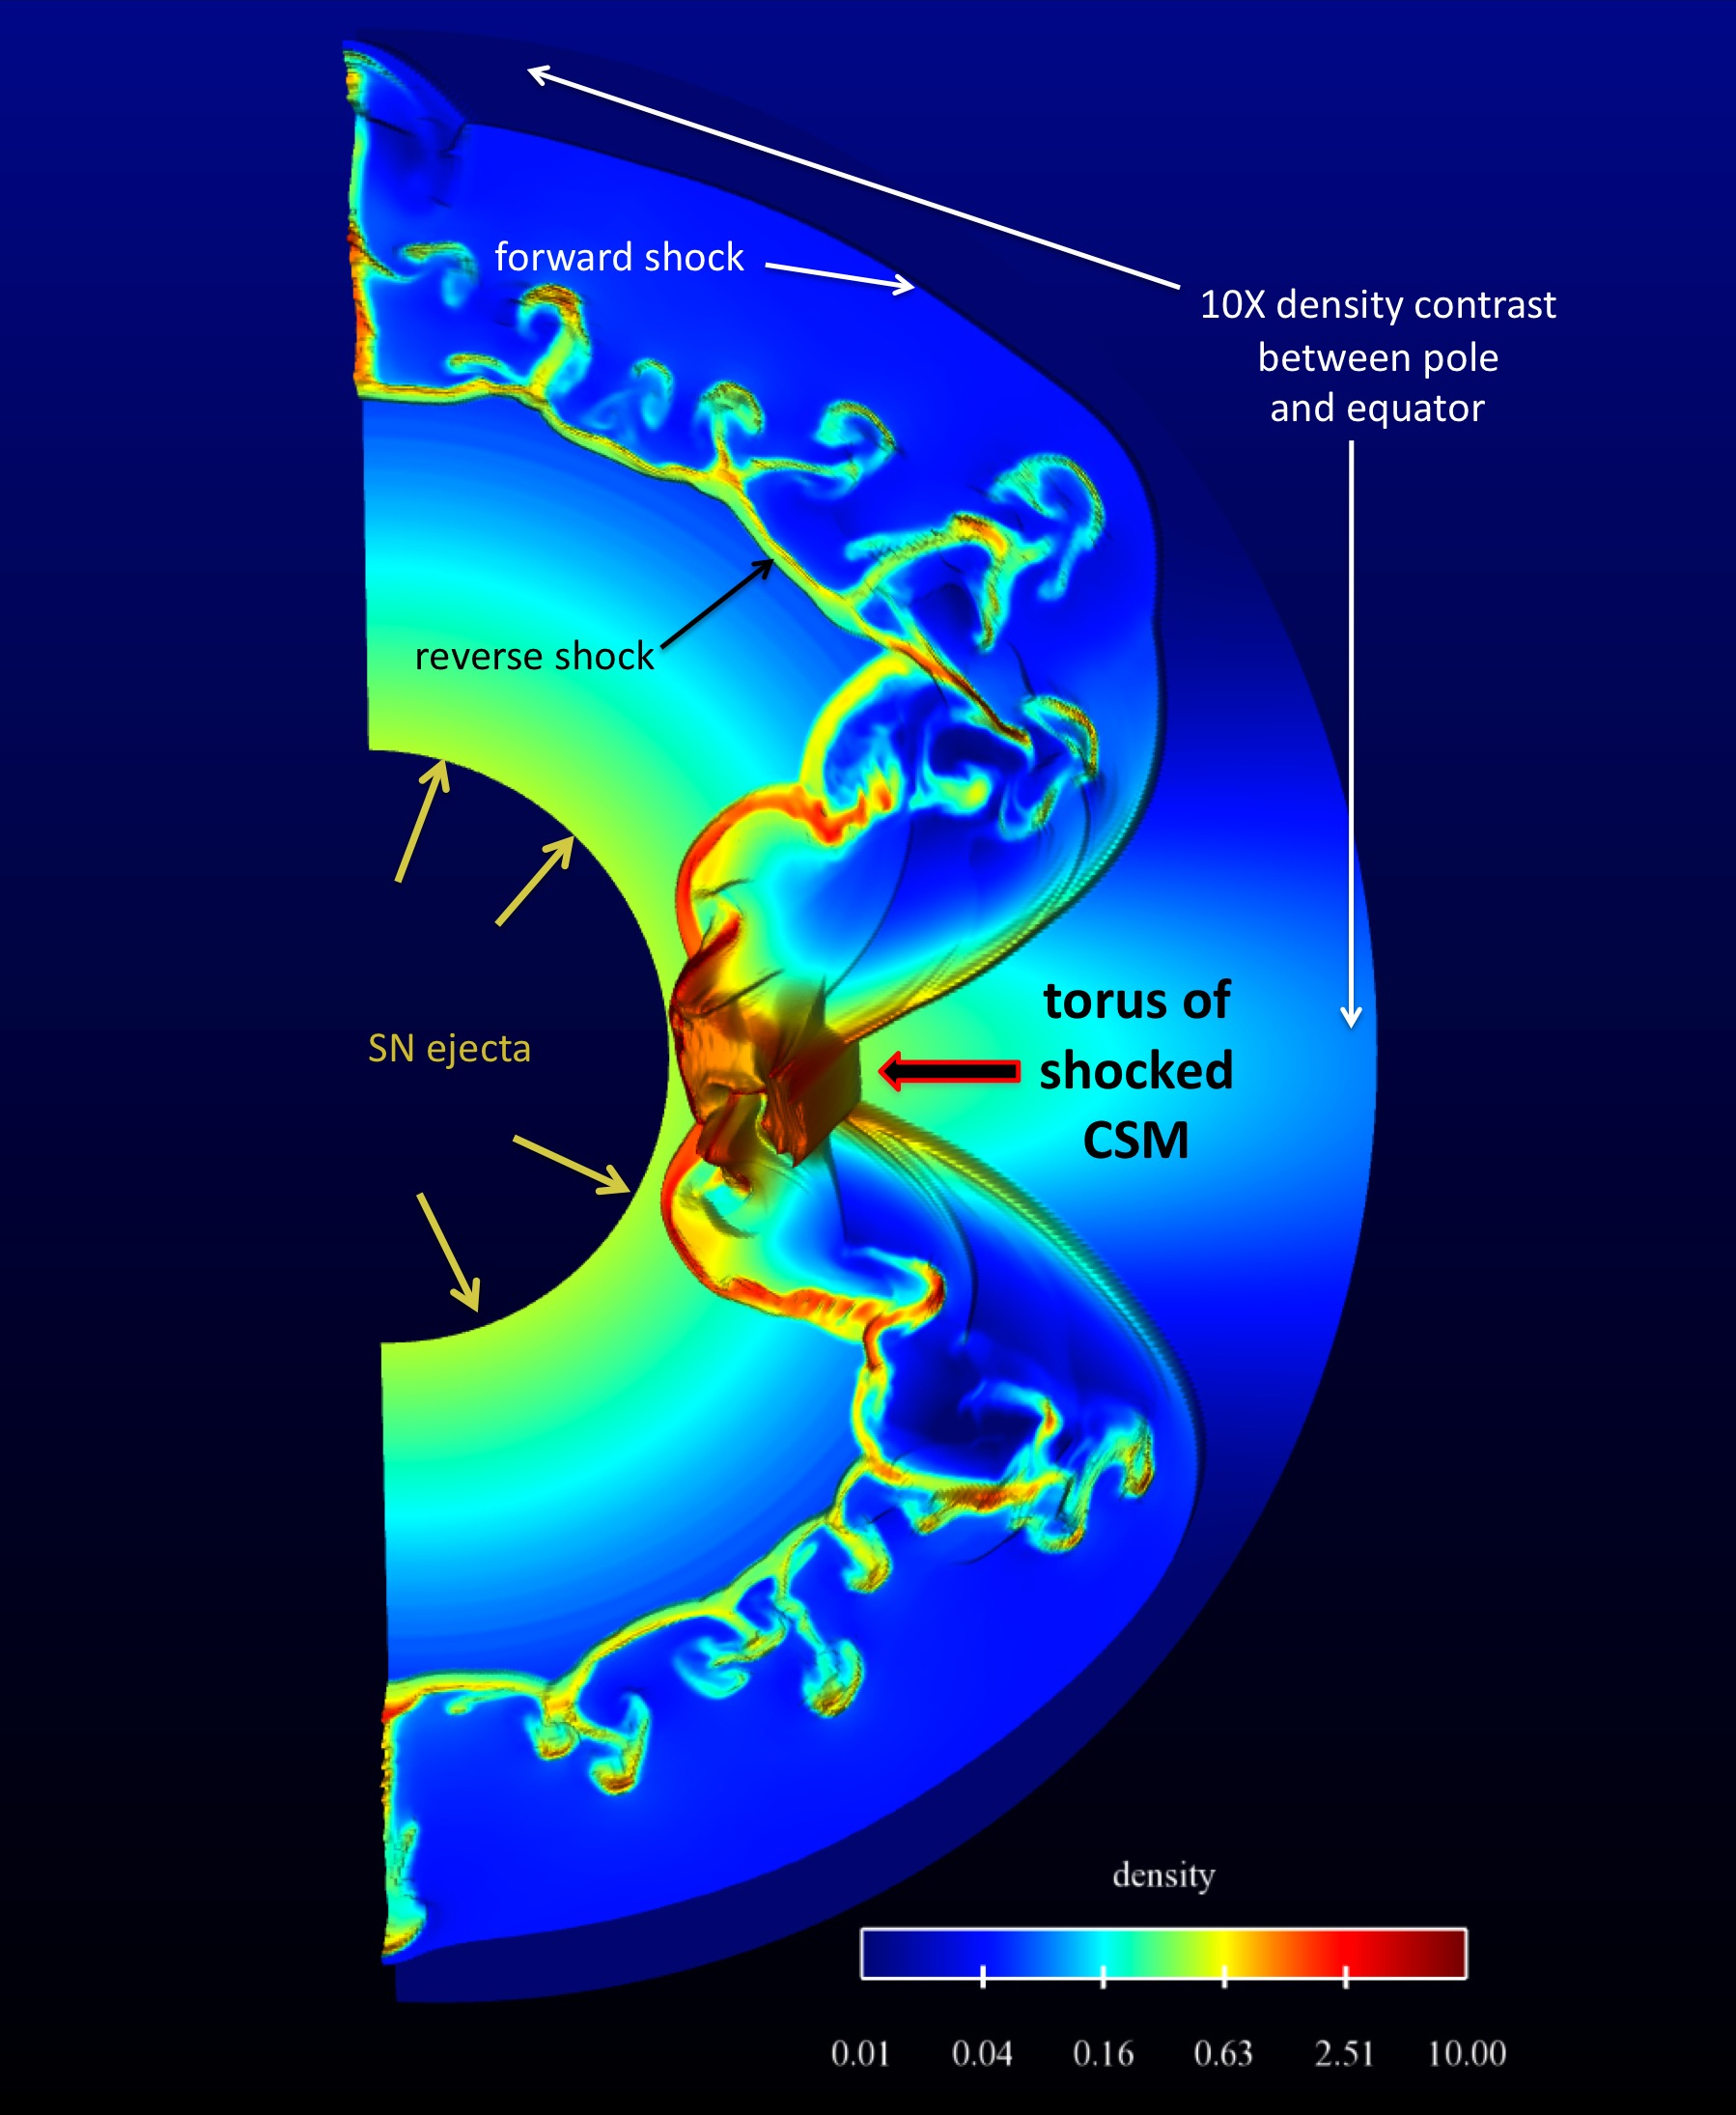 forward shock
10X density contrast
between pole
and equator
reverse shock
torus of
shocked
CSM
SN ejecta
density
0.01 0.04 0.16 0.63 2.51 10.00